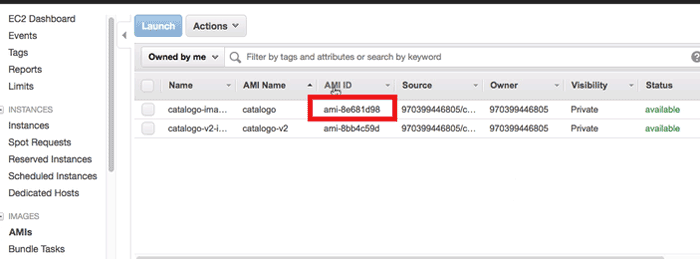 EC2 Dashboard
Events
Tags
Reports
Limits
INSTANCES
Instances
Spot Requests
Reserved Instances
Scheduled Instances
Dedicated Hosts
IMAGES
AMIs
Bundle Tasks
Launch Actions
Owned by me Filter by tags and attributes or search by keyword
Name AMI Name AMI ID Source Owner Visibility Status
catalogo-ima... catalogo ami-8e681d98 970399446805/c... 970399446805 Private available
catalogo-v2-i... catalogo-v2 ami-8bb4c59d 970399446805/c... 970399446805 Private available